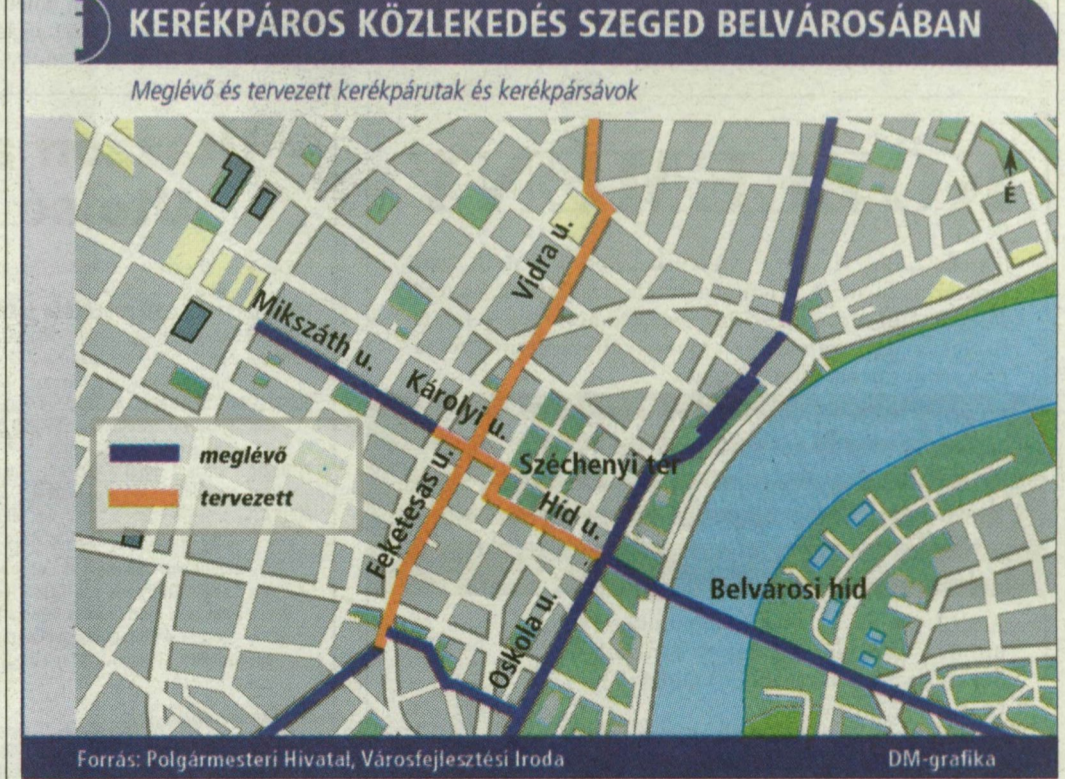 KERÉKPÁROS KÖZLEKEDÉS SZEGED BELVÁROSÁBAN
Meglévő és tervezett kerékpárutak és kerékpársávok
É
Vidra u.
Mikszáth u.
Károlyi u.
Széchenyi tér
meglévő
tervezett
Feketesas u.
Híd u.
Belvárosi híd
Oskola u.
Forrás: Polgármesteri Hivatal, Városfejlesztési Iroda
DM-grafika